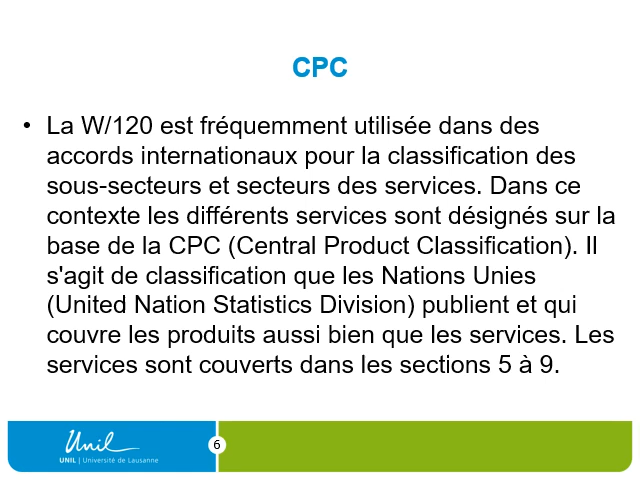 CPC
• La W/120 est fréquemment utilisée dans des
accords internationaux pour la classification des
sous-secteurs et secteurs des services. Dans ce
contexte les différents services sont désignés sur la
base de la CPC (Central Product Classification). Il
s'agit de classification que les Nations Unies
(United Nation Statistics Division) publient et qui
couvre les produits aussi bien que les services. Les
services sont couverts dans les sections 5 à 9.
Unil
UNIL | Université de Lausanne
6